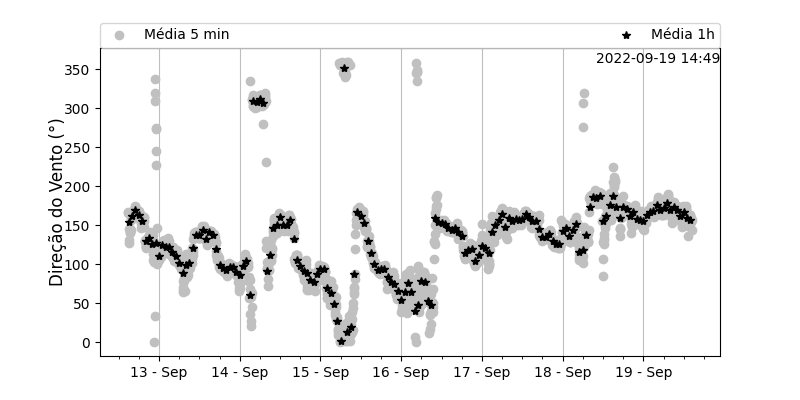 Média 5 min
Média 1h
2022-09-19 14:49
Direção do Vento (°)
350
300
250
200
150
100
50
0
13 - Sep
14 - Sep
15 - Sep
16 - Sep
17 - Sep
18 - Sep
19 - Sep